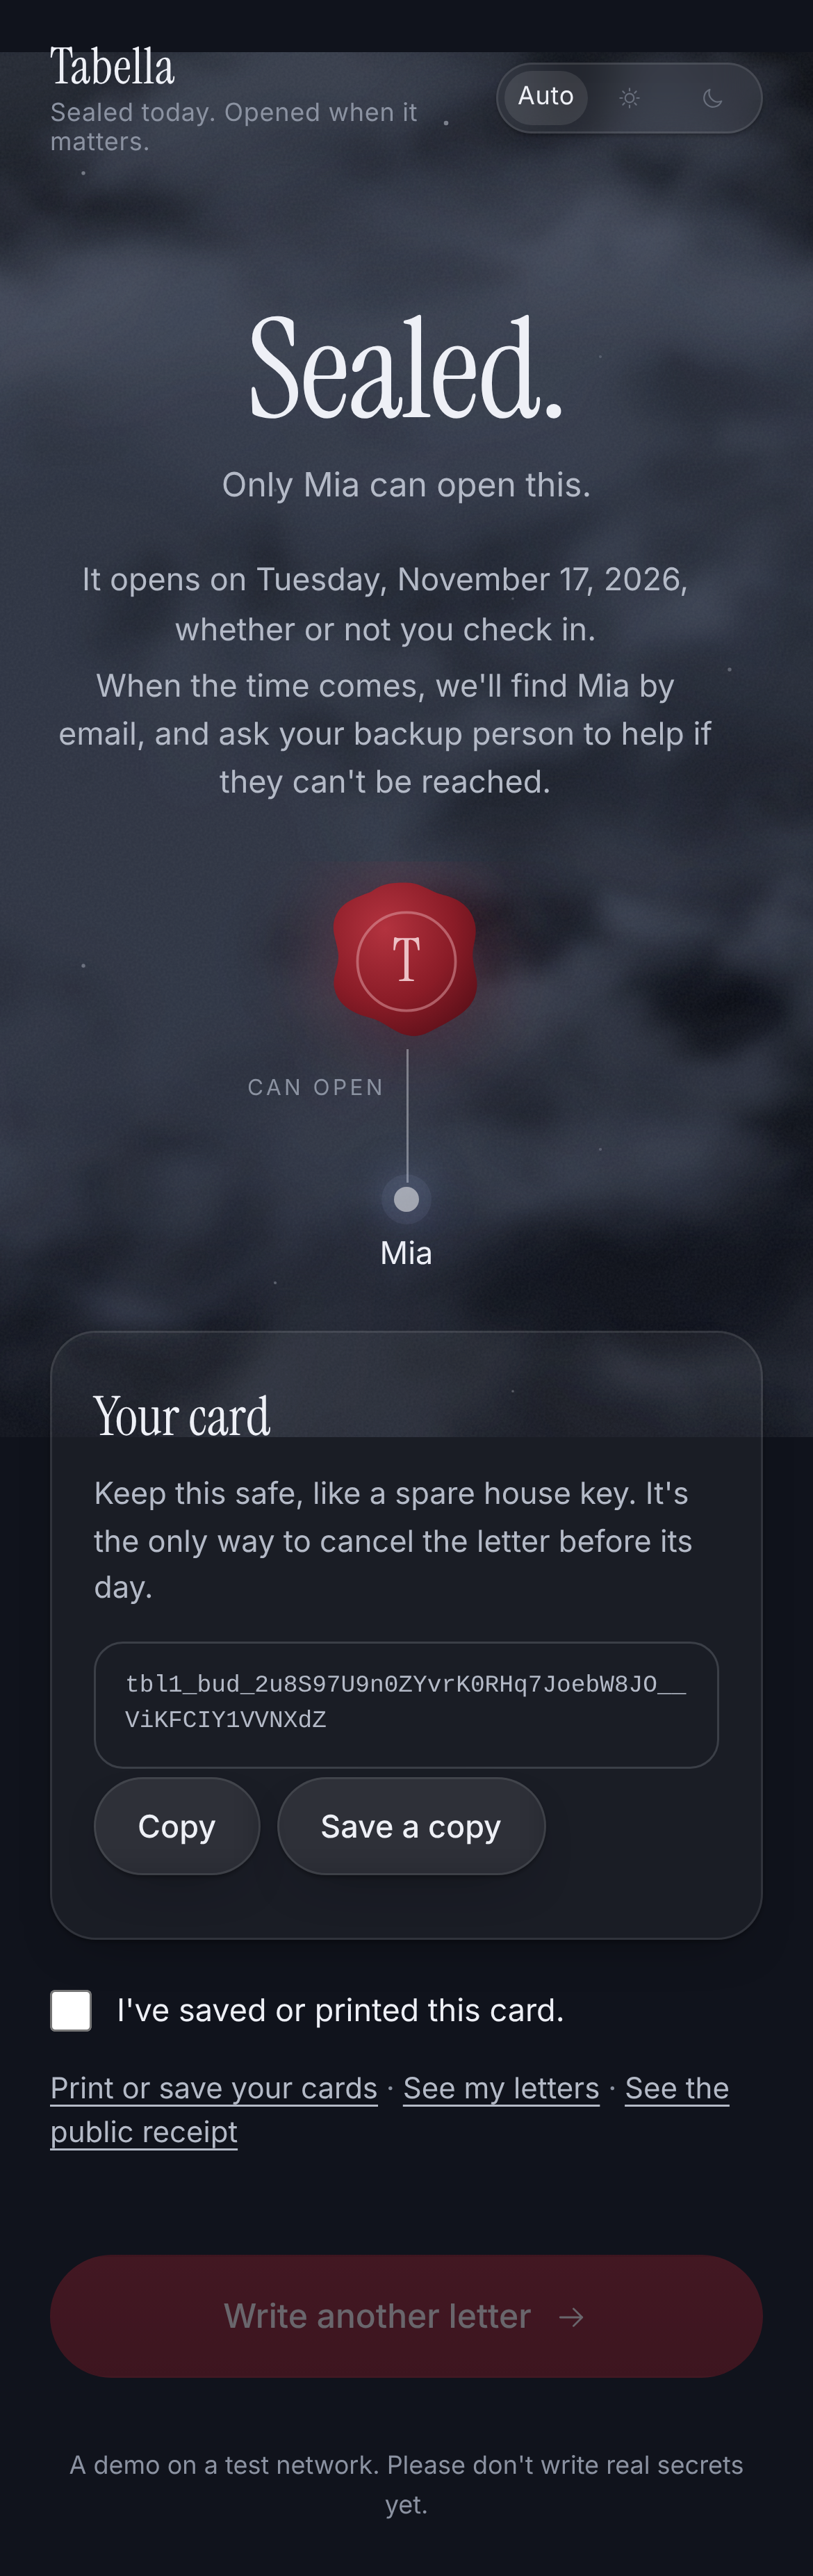 Tabella
Sealed today. Opened when it
matters.
Auto
Sealed.
Only Mia can open this.
It opens on Tuesday, November 17, 2026,
whether or not you check in.
When the time comes, we'll find Mia by
email, and ask your backup person to help if
they can't be reached.
T
CAN OPEN
Mia
Your card
Keep this safe, like a spare house key. It's
the only way to cancel the letter before its
day.
tbl1_bud_2u8S97U9n0ZYvrK0RHq7JoebW8JO__
ViKFCIY1VVNXdZ
Copy
Save a copy
I've saved or printed this card.
Print or save your cards · See my letters · See the
public receipt
Write another letter →
A demo on a test network. Please don't write real secrets
yet.